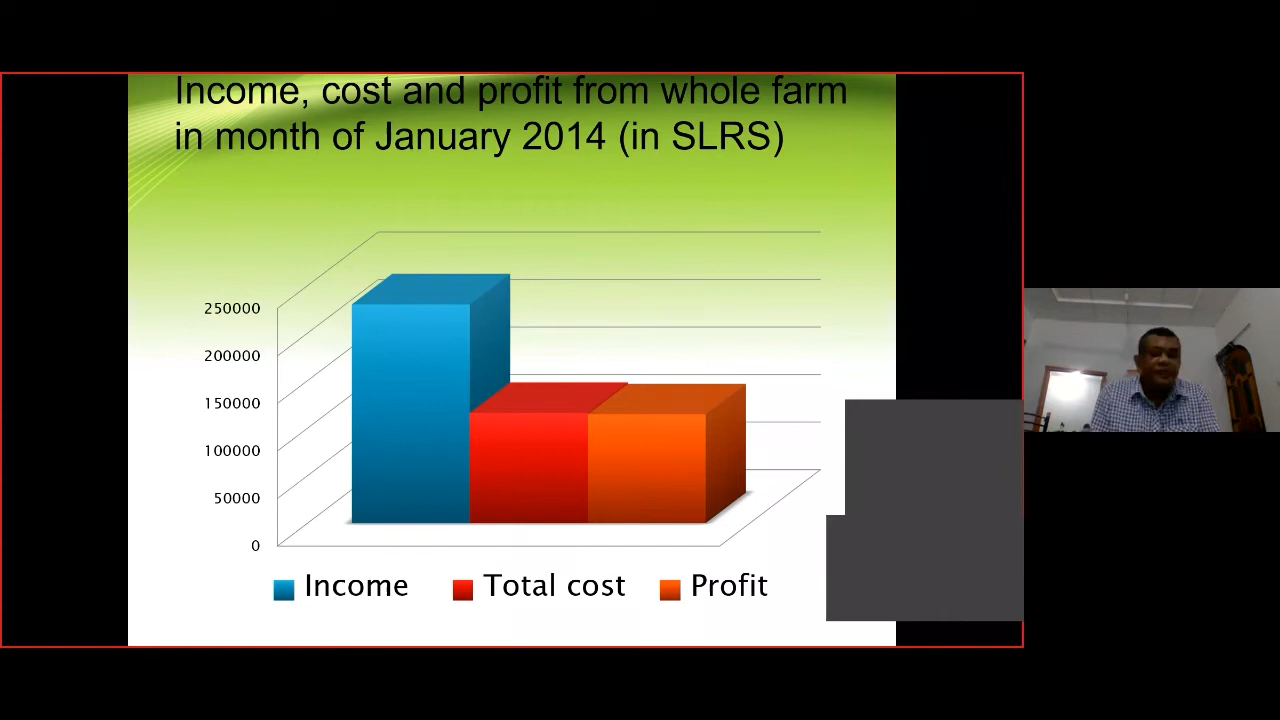 Income, cost and profit from whole farm
in month of January 2014 (in SLRS)
250000
200000
150000
100000
50000
0
Income Total cost Profit